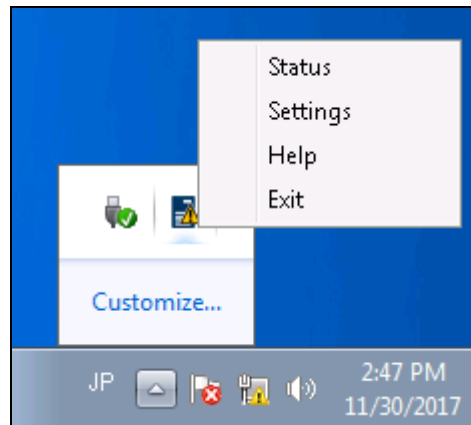 Status
Settings
Help
Exit
Customize...
JP
2:47 PM
11/30/2017